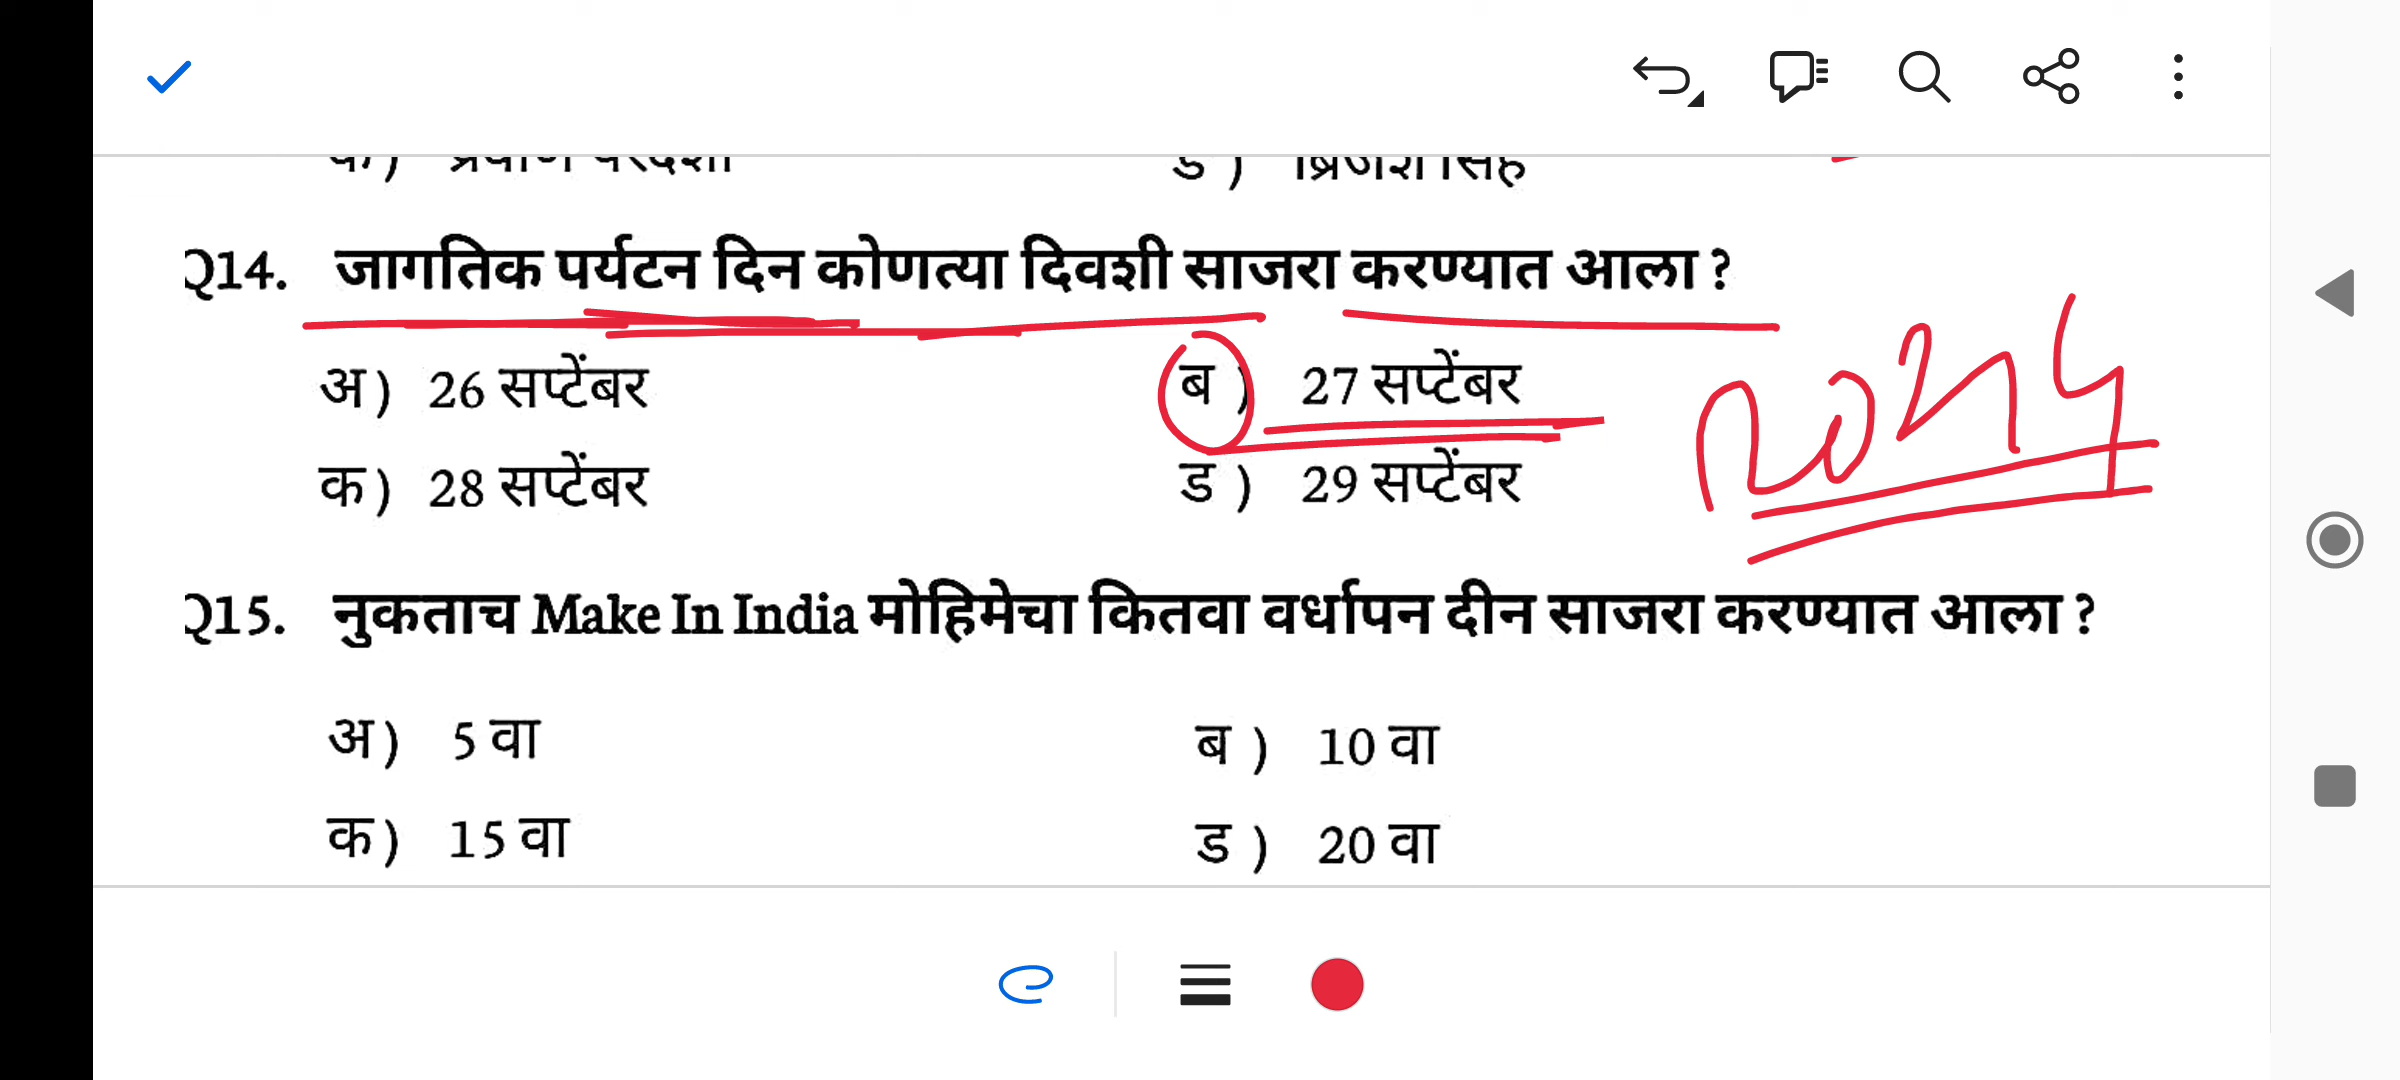 Q14. जागतिक पर्यटन दिन कोणत्या दिवशी साजरा करण्यात आला ?
अ) 26 सप्टेंबर ब ) 27 सप्टेंबर
क) 28 सप्टेंबर ड ) 29 सप्टेंबर
2024
Q15. नुकताच Make In India मोहिमेचा कितवा वर्धापन दीन साजरा करण्यात आला ?
अ) 5 वा ब ) 10 वा
क) 15 वा ड ) 20 वा